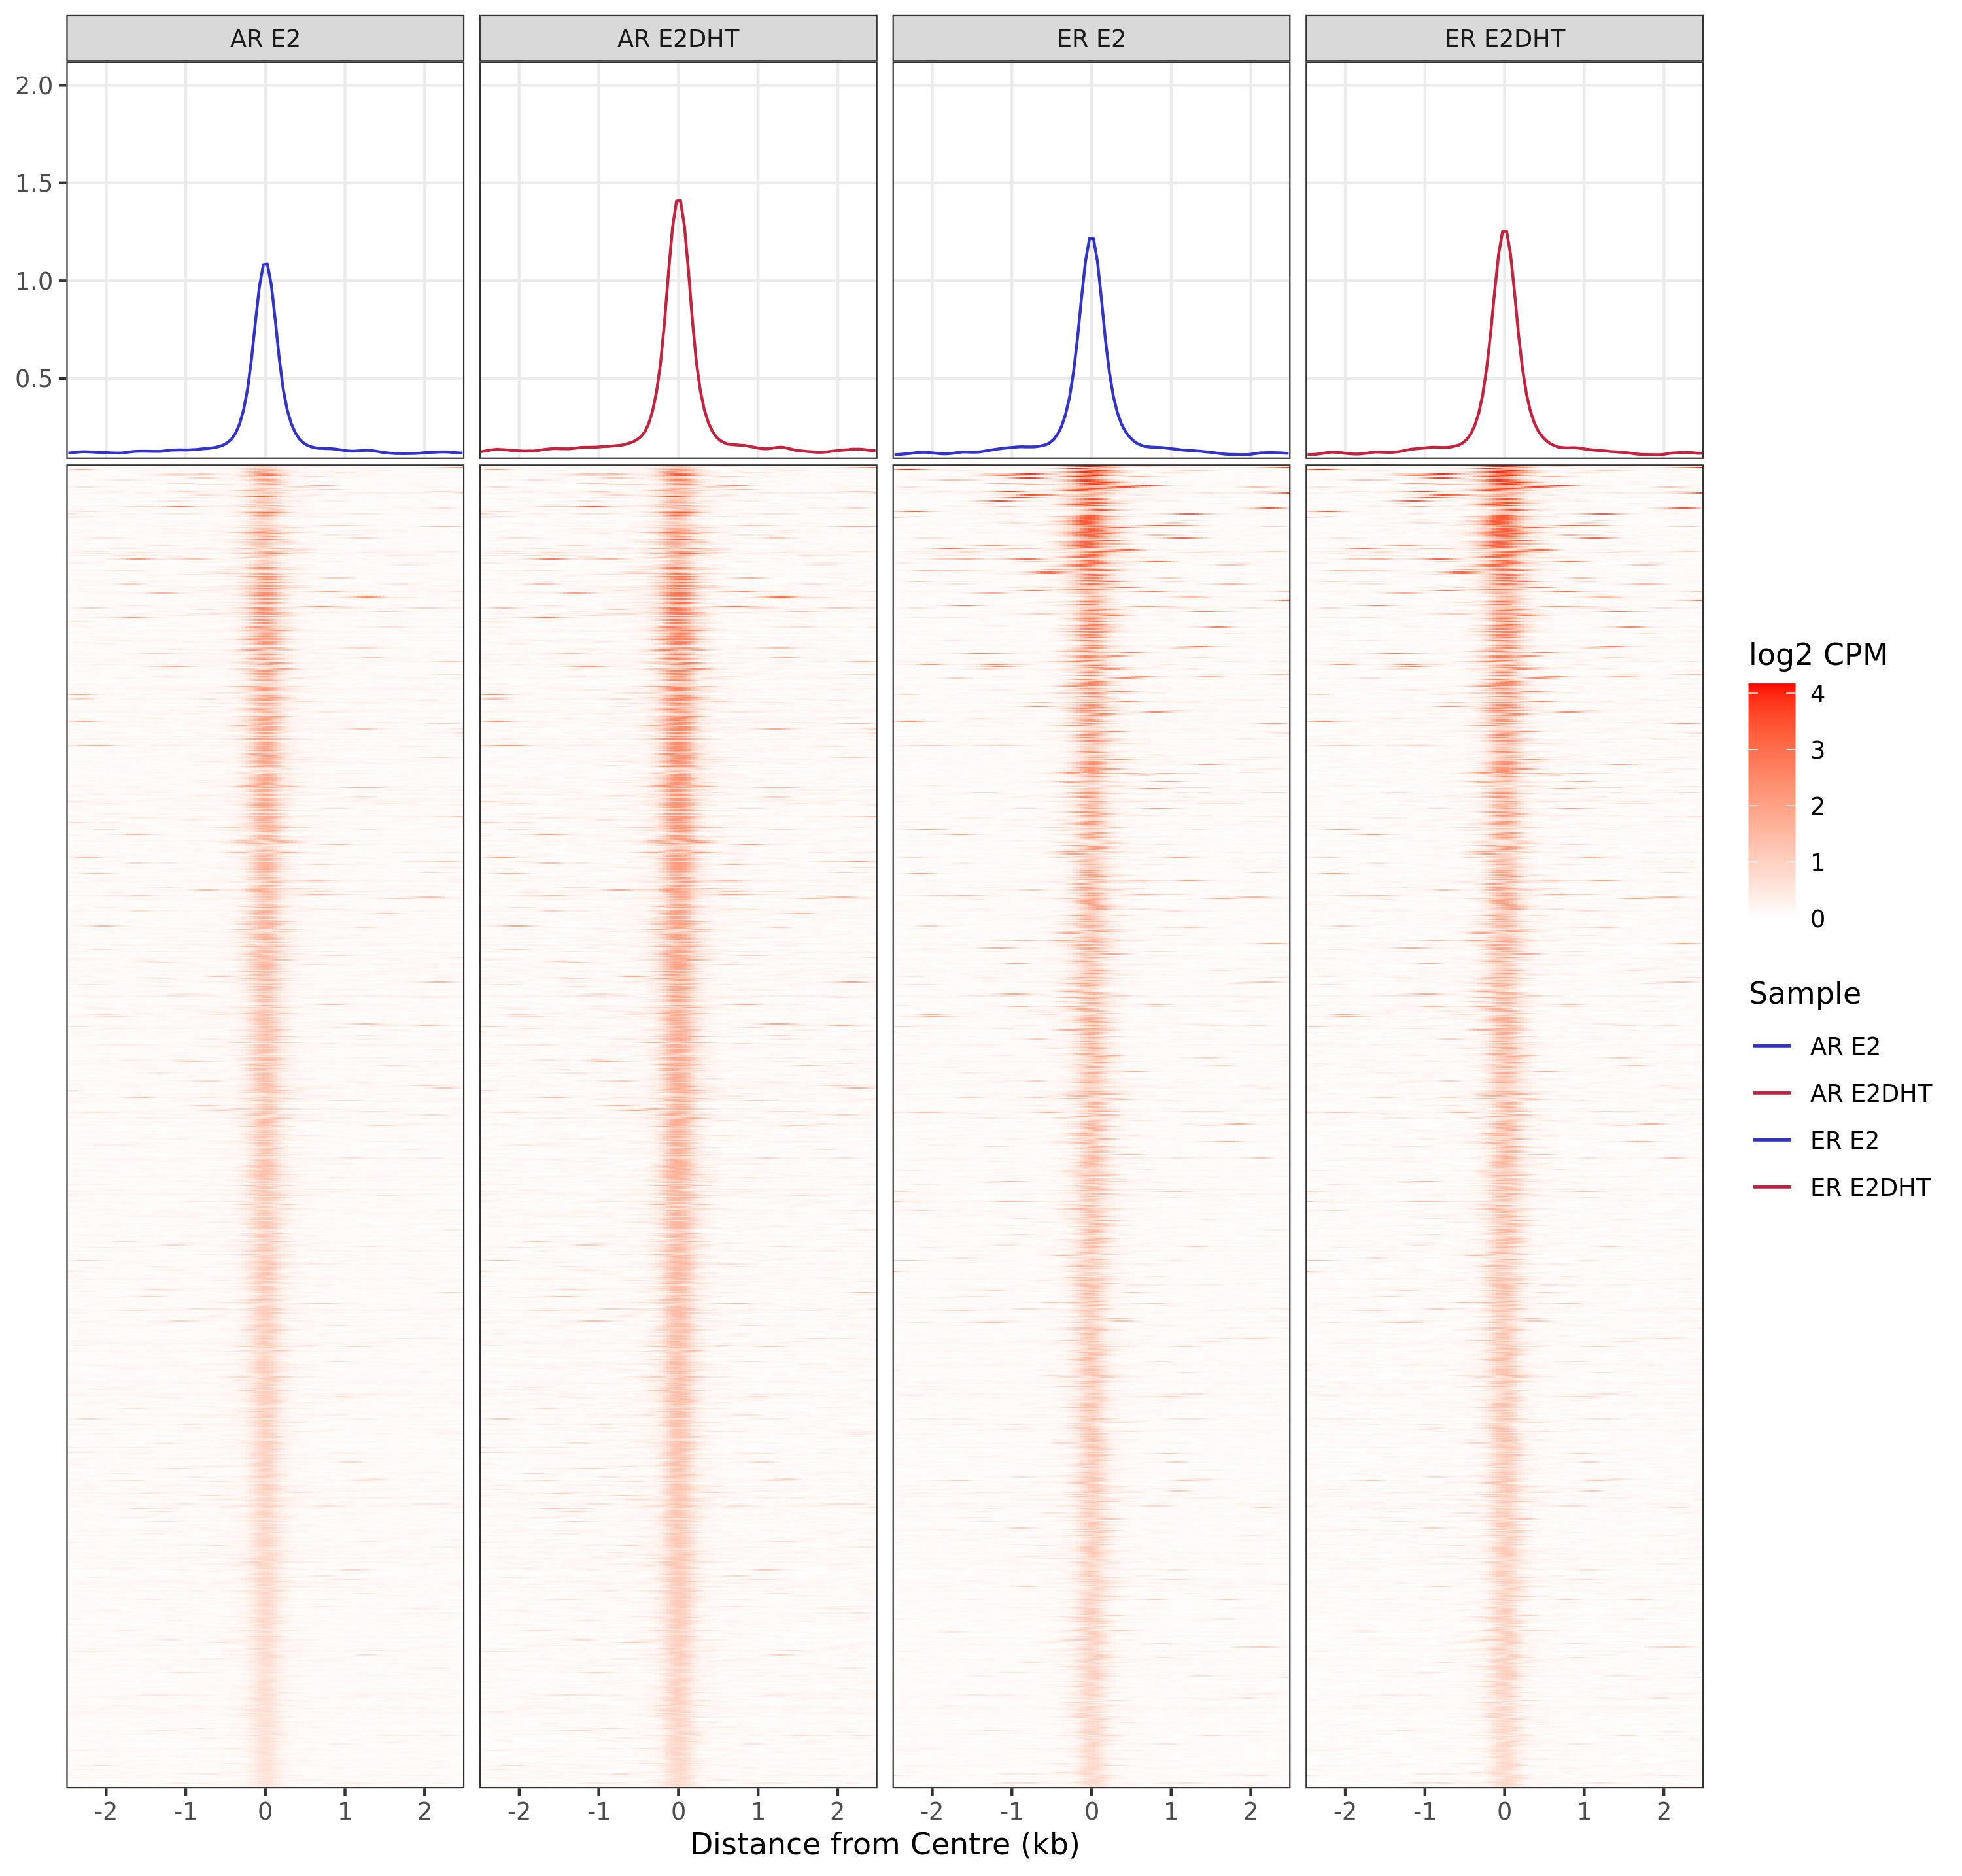 AR E2 AR E2DHT ER E2 ER E2DHT
2.0
1.5
1.0
0.5
log2 CPM
4
3
2
1
0
Sample
AR E2
AR E2DHT
ER E2
ER E2DHT
-2 -1 0 1 2 -2 -1 0 1 2 -2 -1 0 1 2 -2 -1 0 1 2
Distance from Centre (kb)